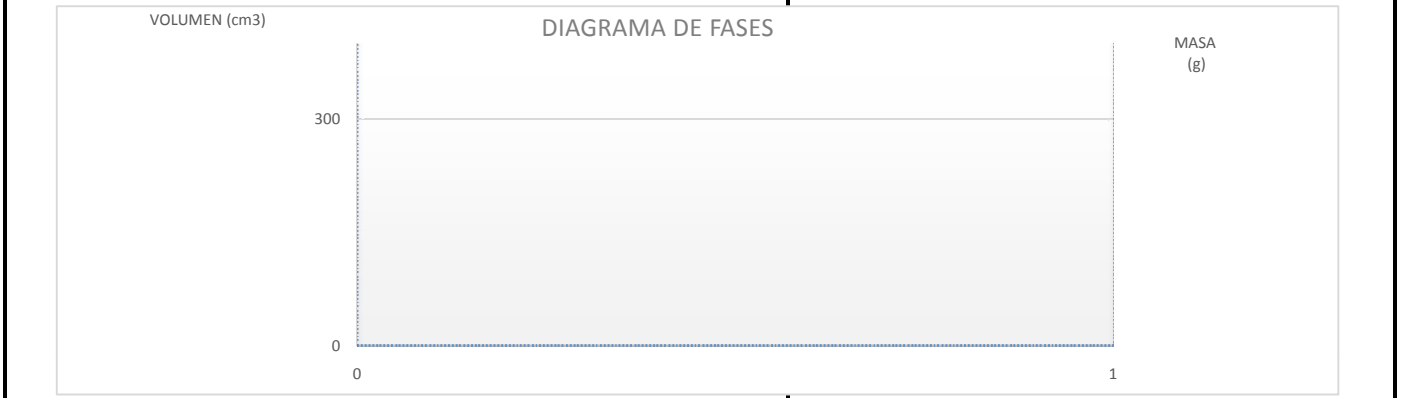 VOLUMEN (cm3)
DIAGRAMA DE FASES
MASA
(g)
300
0
0
1